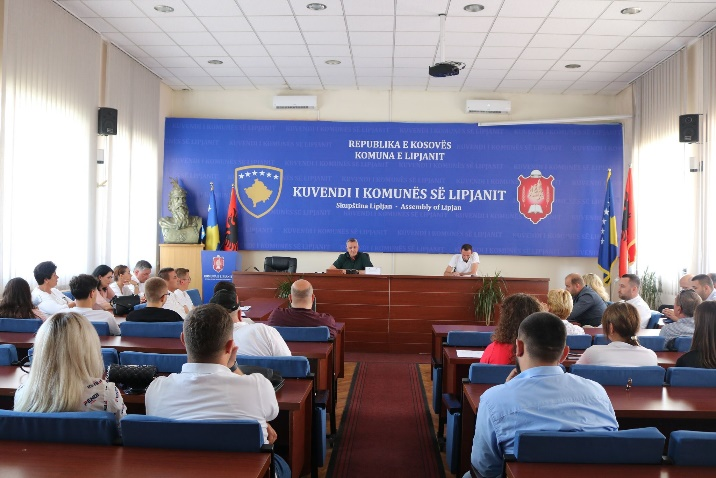 REPUBLIKA E KOSOVËS
KOMUNA E LIPJANIT
KUVENDI I KOMUNËS SË LIPJANIT
Skupština Lipljan - Assembly of Lipjan